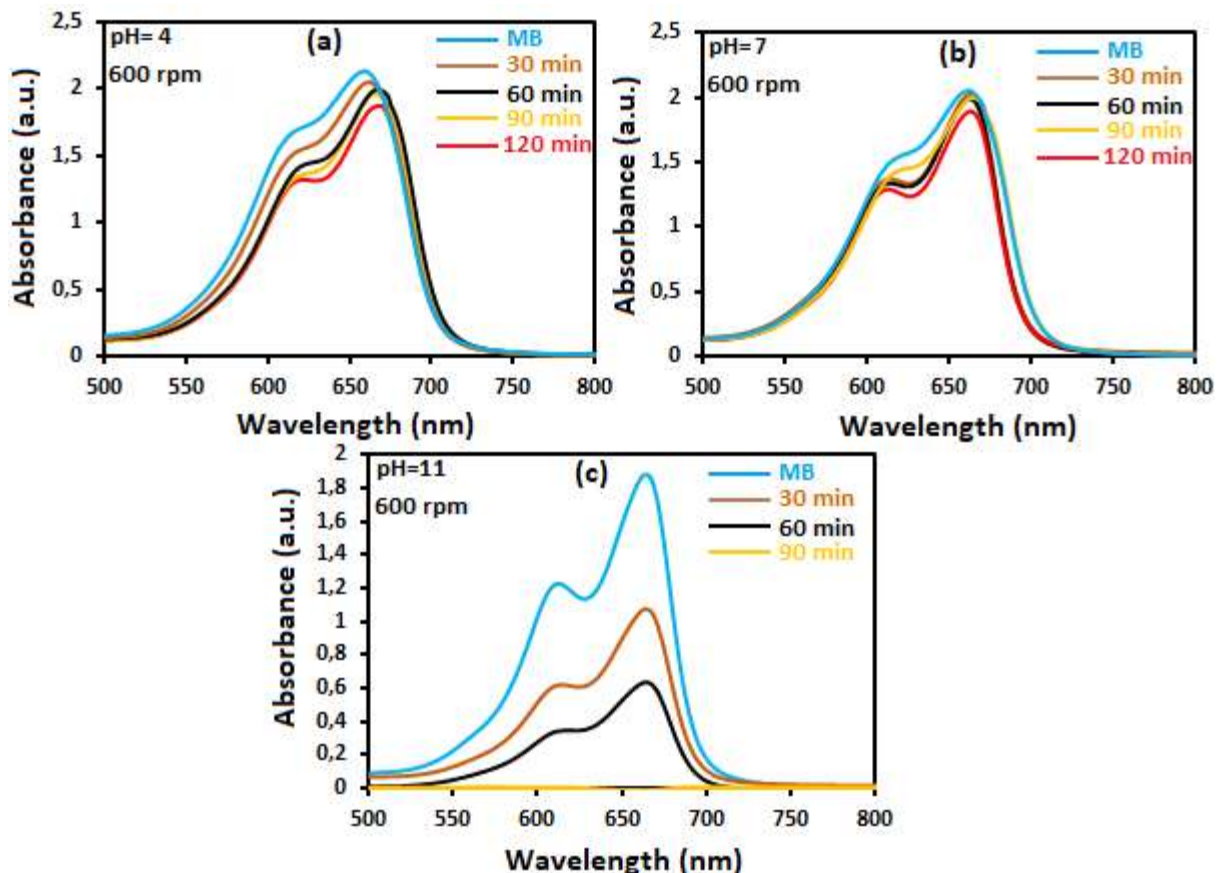 pH= 4
600 rpm
(a)
MB
30 min
60 min
90 min
120 min
2,5
2
1,5
1
0,5
0
500
550
600
650
700
750
800
Absorbance (a.u.)
Wavelength (nm)
pH=7
600 rpm
(b)
MB
30 min
60 min
90 min
120 min
2,5
2
1,5
1
0,5
0
500
550
600
650
700
750
800
Absorbance (a.u.)
Wavelength (nm)
pH=11
600 rpm
(c)
MB
30 min
60 min
90 min
2
1,8
1,6
1,4
1,2
1
0,8
0,6
0,4
0,2
0
500
550
600
650
700
750
800
Absorbance (a.u.)
Wavelength (nm)